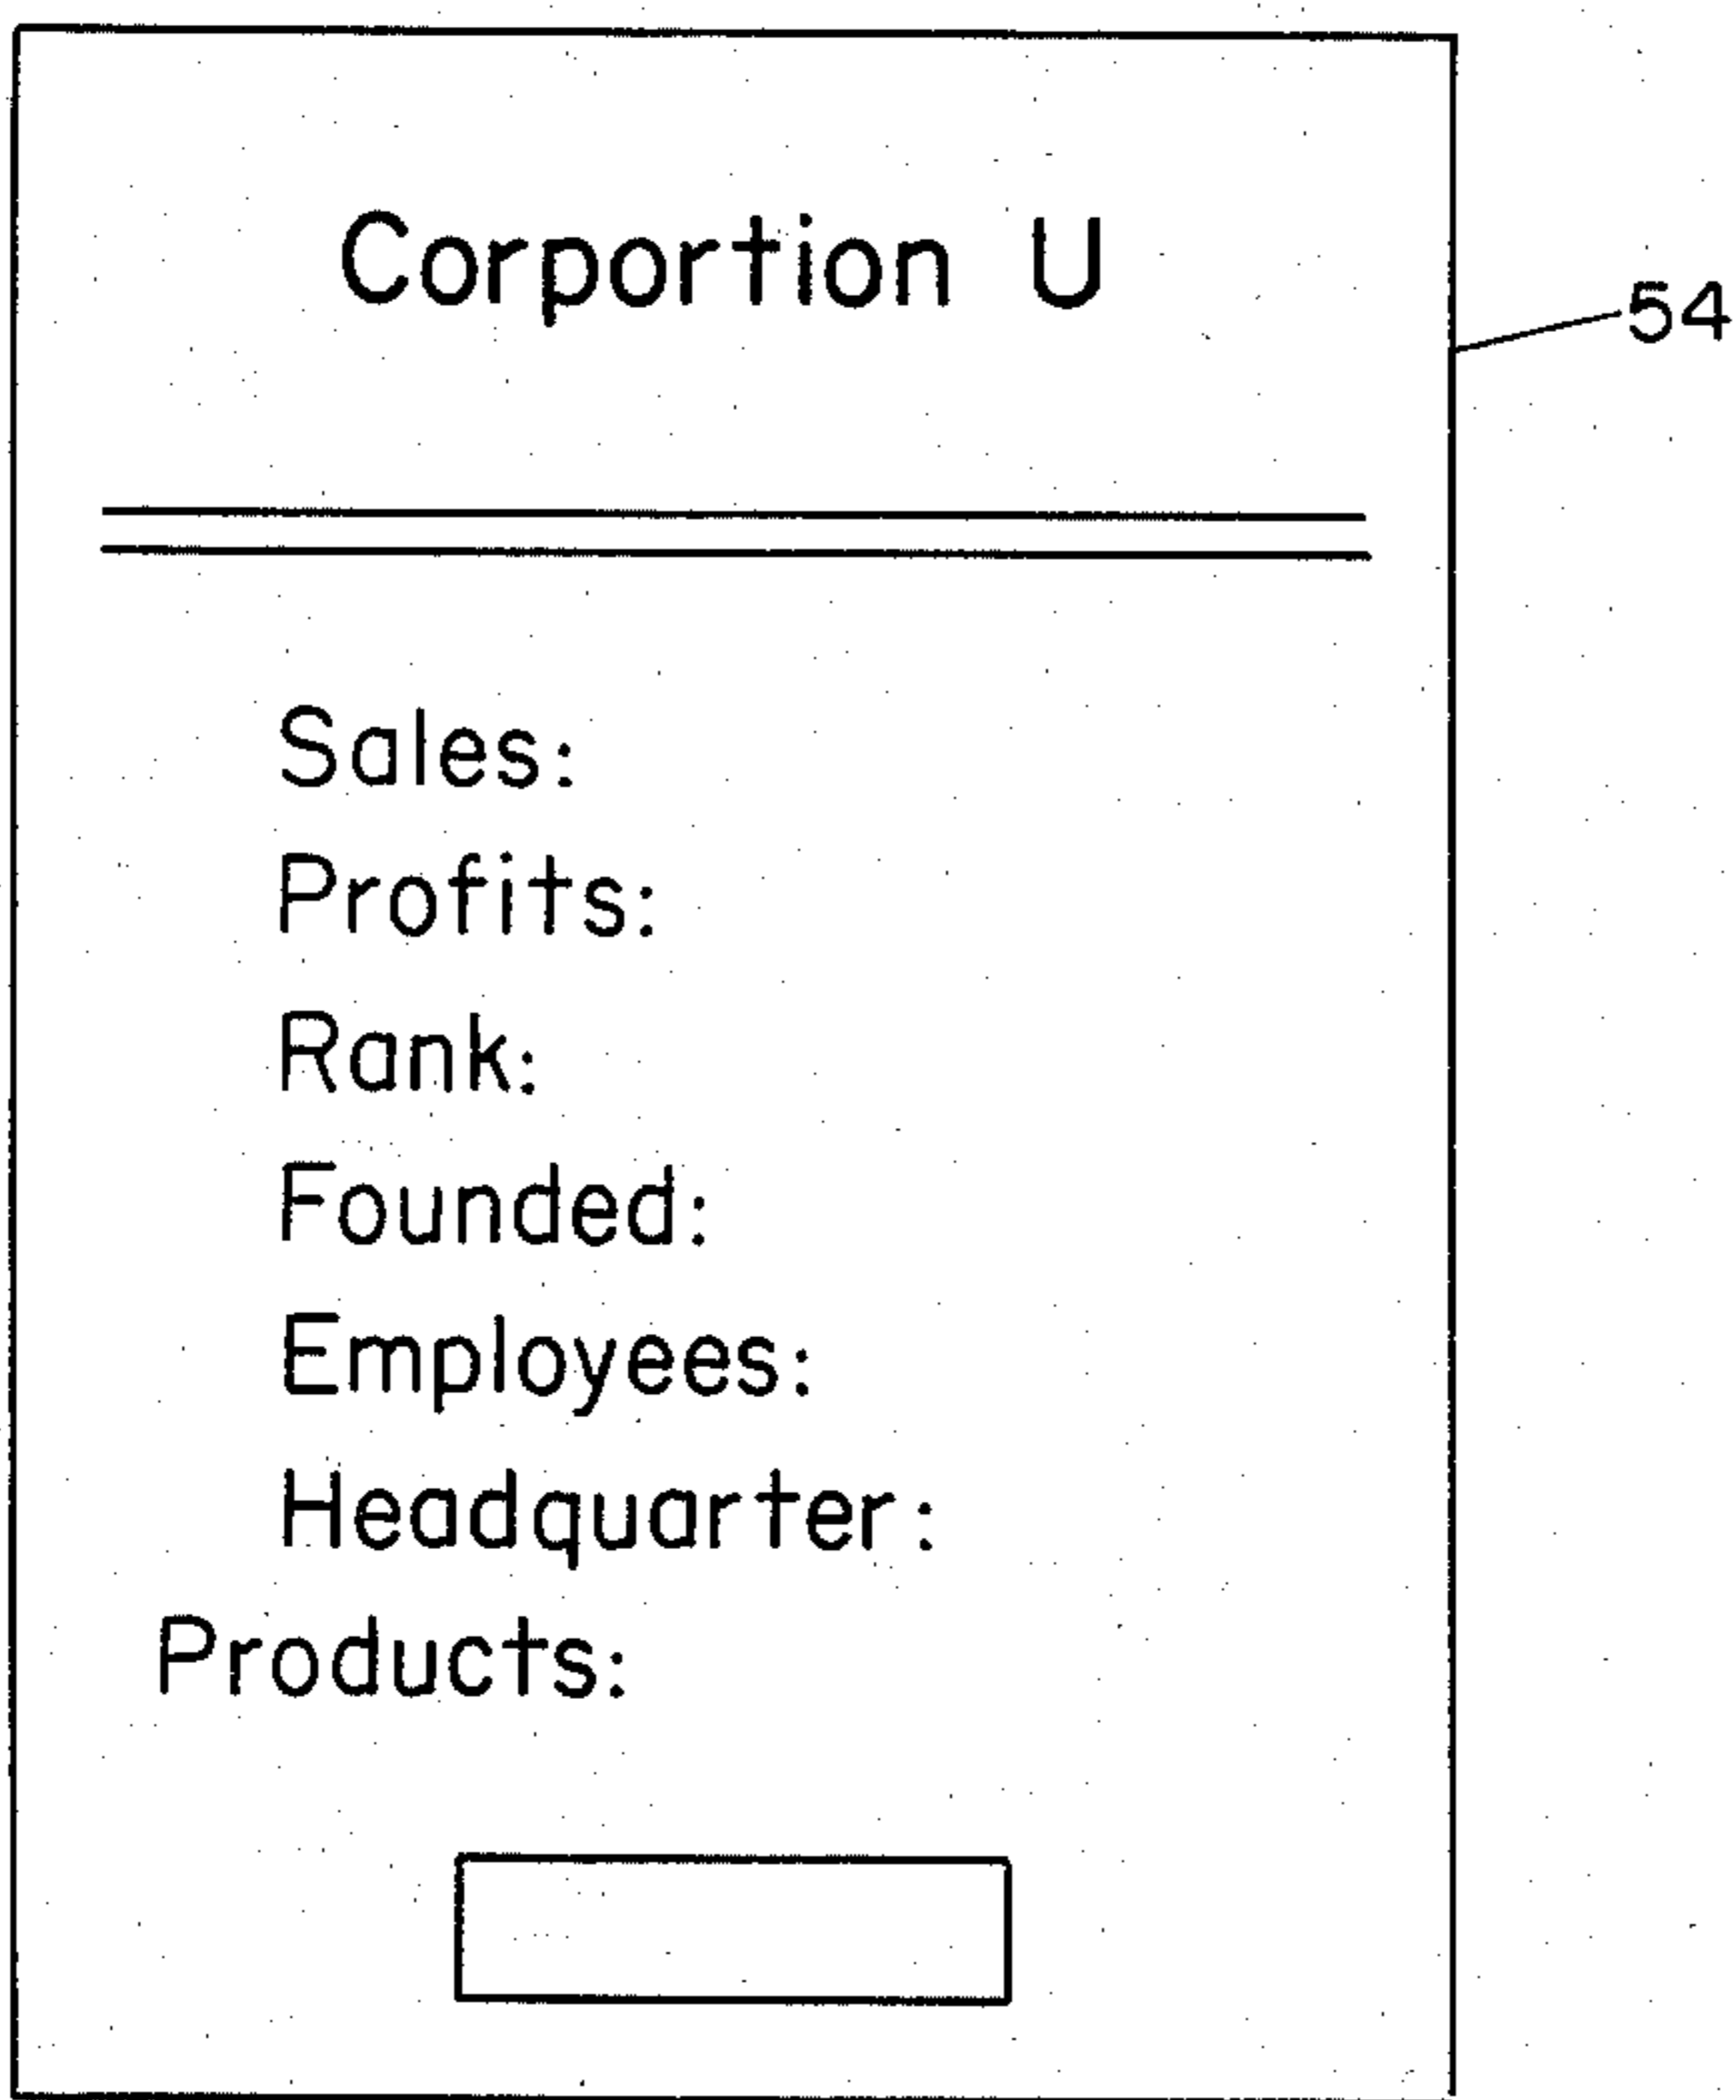 Corportion U
54
Sales:
Profits:
Rank:
Founded:
Employees:
Headquarter:
Products: